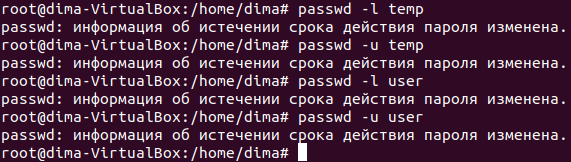 root@dima-VirtualBox:/home/dima# passwd -l temp
passwd: информация об истечении срока действия пароля изменена.
root@dima-VirtualBox:/home/dima# passwd -u temp
passwd: информация об истечении срока действия пароля изменена.
root@dima-VirtualBox:/home/dima# passwd -l user
passwd: информация об истечении срока действия пароля изменена.
root@dima-VirtualBox:/home/dima# passwd -u user
passwd: информация об истечении срока действия пароля изменена.
root@dima-VirtualBox:/home/dima#